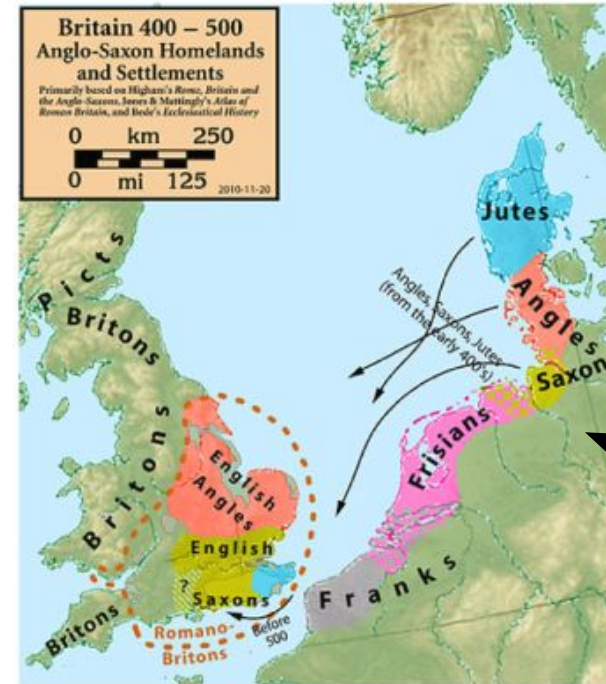 Britain 400 – 500
Anglo-Saxon Homelands
and Settlements
Primarily based on Higham's Rome, Britain and
the Anglo-Saxons, Jones & Mattingly's Atlas of
Roman Britain, and Bede's Ecclesiastical History
0 km 250
0 mi 125
2010-11-20
Jutes
Picts
Angles
Britons
Angles, Saxons, Jutes
(from the early 400's)
Saxon
Frisians
Britons
English
Angles
English
?
Saxons
Franks
Britons
Before
500
Romano-
Britons